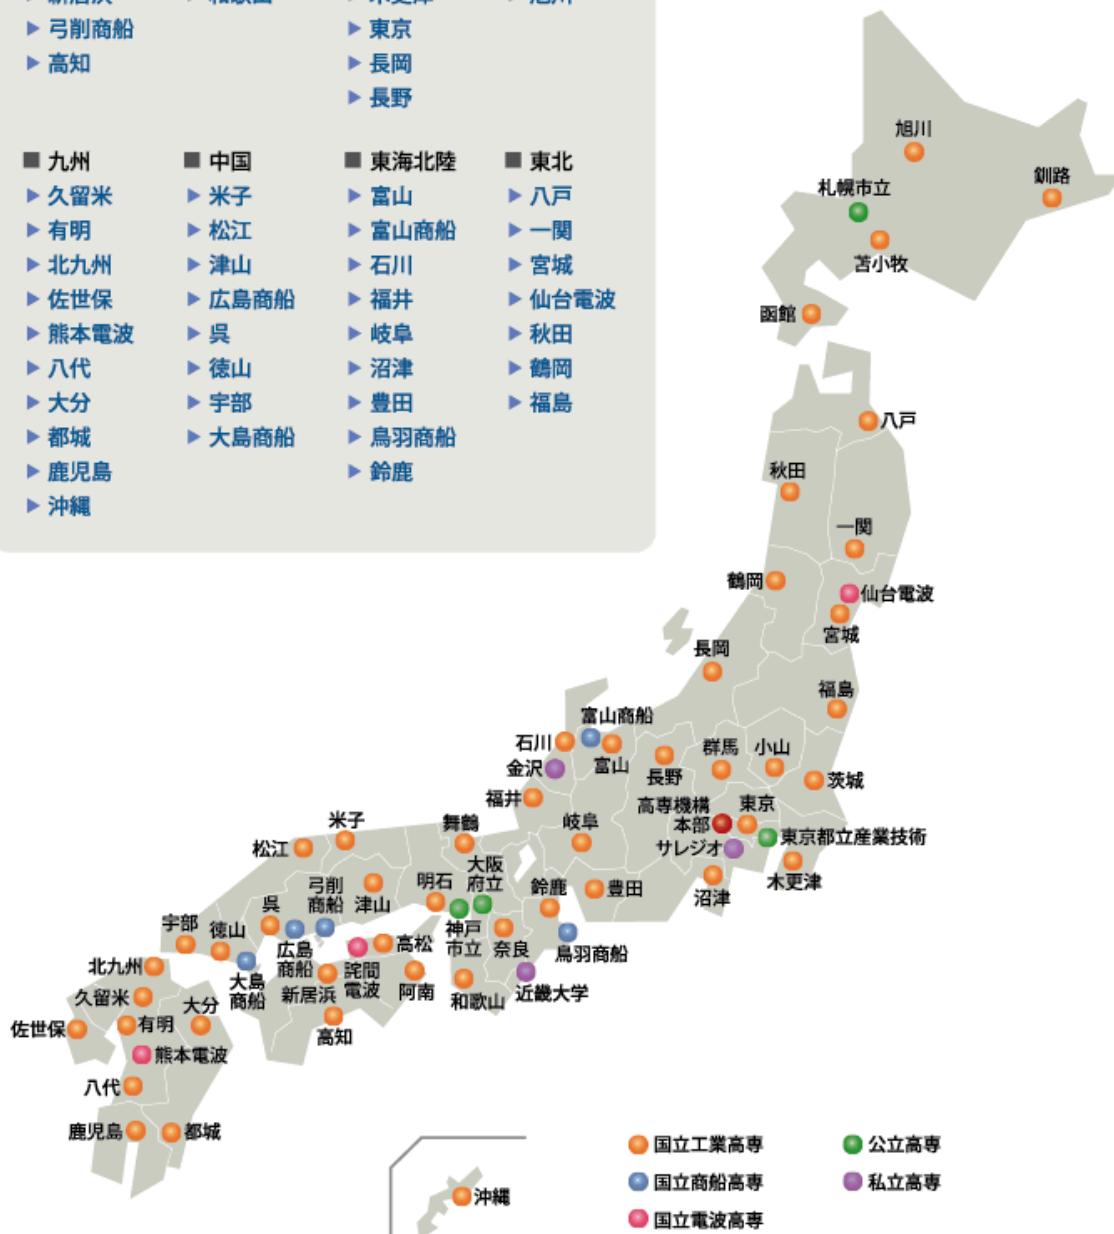 新居浜
和歌山
木更津
旭川
弓削商船
東京
高知
長岡
長野
九州
中国
東海北陸
東北
久留米
米子
富山
八戸
有明
松江
富山商船
一関
北九州
津山
石川
宮城
佐世保
広島商船
福井
仙台電波
熊本電波
呉
岐阜
秋田
八代
徳山
沼津
鶴岡
大分
宇部
豊田
福島
都城
大島商船
鳥羽商船
鹿児島
鈴鹿
沖縄
旭川
釧路
札幌市立
苫小牧
函館
八戸
秋田
一関
鶴岡
仙台電波
宮城
長岡
福島
富山商船
石川
富山
金沢
長野
群馬
小山
茨城
福井
高専機構
本部
東京
東京都立産業技術
サレジオ
木更津
沼津
岐阜
豊田
米子
松江
舞鶴
大阪
府立
明石
鈴鹿
弓削
商船
津山
呉
宇部
徳山
広島
商船
神戸
市立
奈良
鳥羽商船
高松
北九州
大島
商船
新居浜
詫間
電波
阿南
和歌山
近畿大学
久留米
大分
高知
佐世保
有明
熊本電波
八代
鹿児島
都城
沖縄
国立工業高専
公立高専
国立商船高専
私立高専
国立電波高専